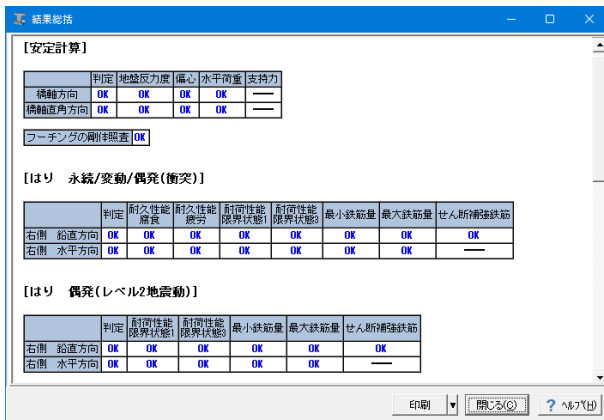 結果総括
[安定計算]
判定 地盤反力度 偏心 水平荷重 支持力
橋軸方向 OK OK OK OK ──
橋軸直角方向 OK OK OK OK ──
フーチングの剛体照査 OK
[はり 永続/変動/偶発(衝突)]
判定 耐久性能腐食 耐久性能疲労 耐荷性能限界状態1 耐荷性能限界状態3 最小鉄筋量 最大鉄筋量 せん断補強鉄筋
右側 鉛直方向 OK OK OK OK OK OK OK OK
右側 水平方向 OK OK OK OK OK OK OK ──
[はり 偶発(レベル2地震動)]
判定 耐荷性能限界状態1 耐荷性能限界状態3 最小鉄筋量 最大鉄筋量 せん断補強鉄筋
右側 鉛直方向 OK OK OK OK OK OK
右側 水平方向 OK OK OK OK OK ──
印刷 閉じる(C) ? ヘルプ(H)